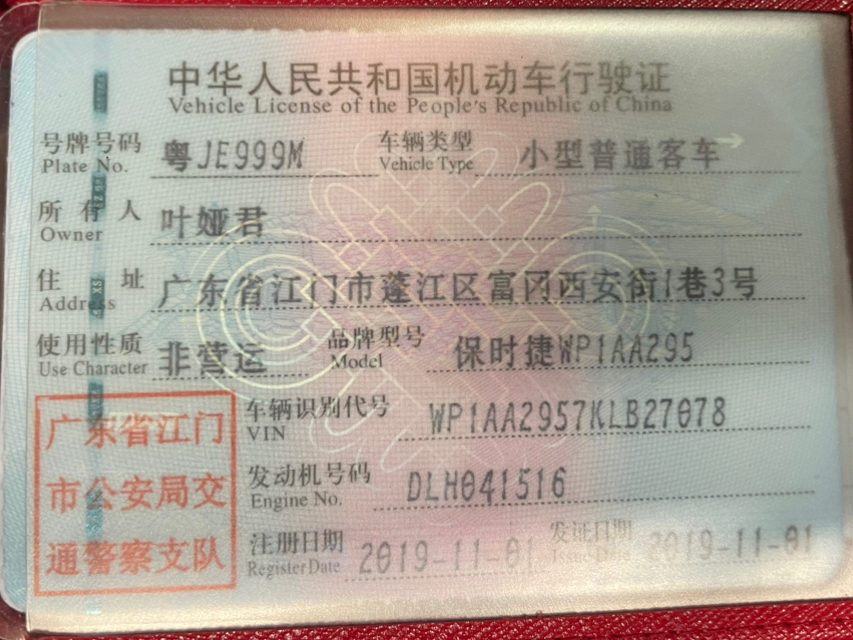 中华人民共和国机动车行驶证
Vehicle License of the People's Republic of China
号牌号码 粤JE999M 车辆类型 小型普通客车
Plate No. Vehicle Type
所有人 叶娅君
Owner
住址 广东省江门市蓬江区富冈西安街1巷3号
Address
使用性质 非营运 品牌型号 保时捷WP1AA295
Use Character Model
车辆识别代号 WP1AA2957KLB27078
VIN
发动机号码 DLH041516
Engine No.
注册日期 2019-11-01 发证日期 2019-11-01
Register Date Issue Date
广东省江门
市公安局交
通警察支队